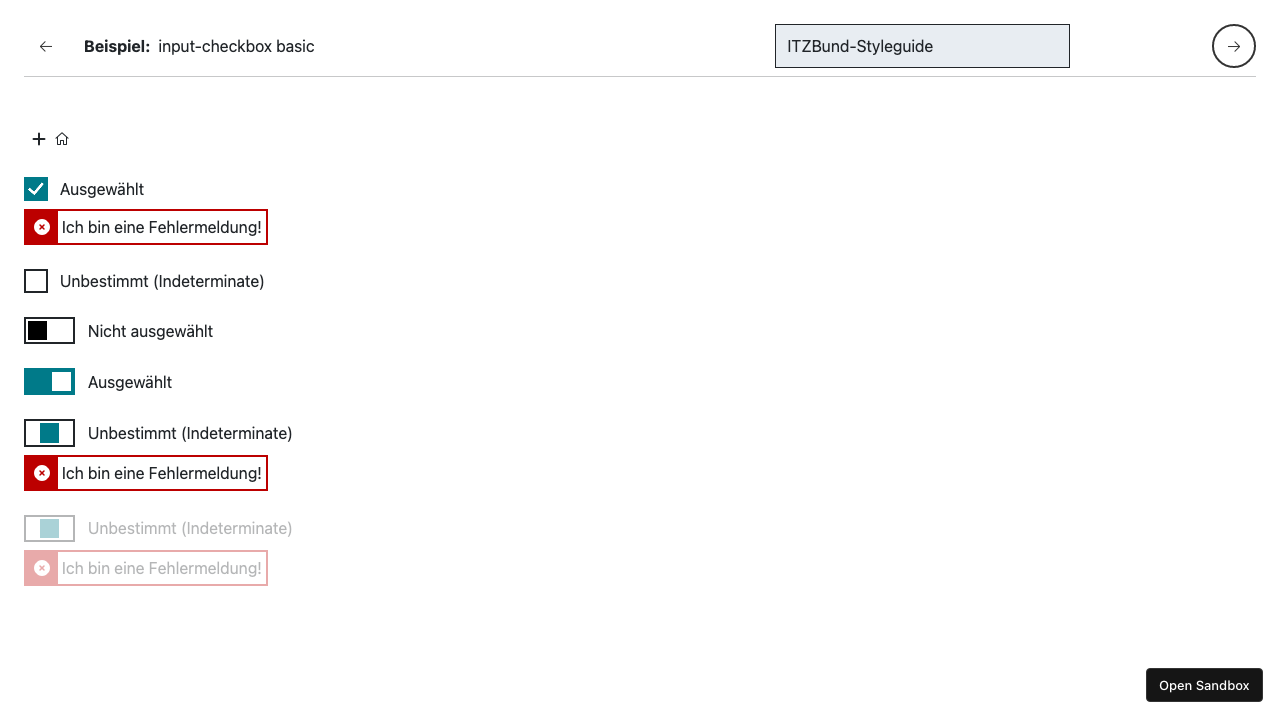 Beispiel: input-checkbox basic
ITZBund-Styleguide
Ausgewählt
Ich bin eine Fehlermeldung!
Unbestimmt (Indeterminate)
Nicht ausgewählt
Ausgewählt
Unbestimmt (Indeterminate)
Ich bin eine Fehlermeldung!
Unbestimmt (Indeterminate)
Ich bin eine Fehlermeldung!
Open Sandbox